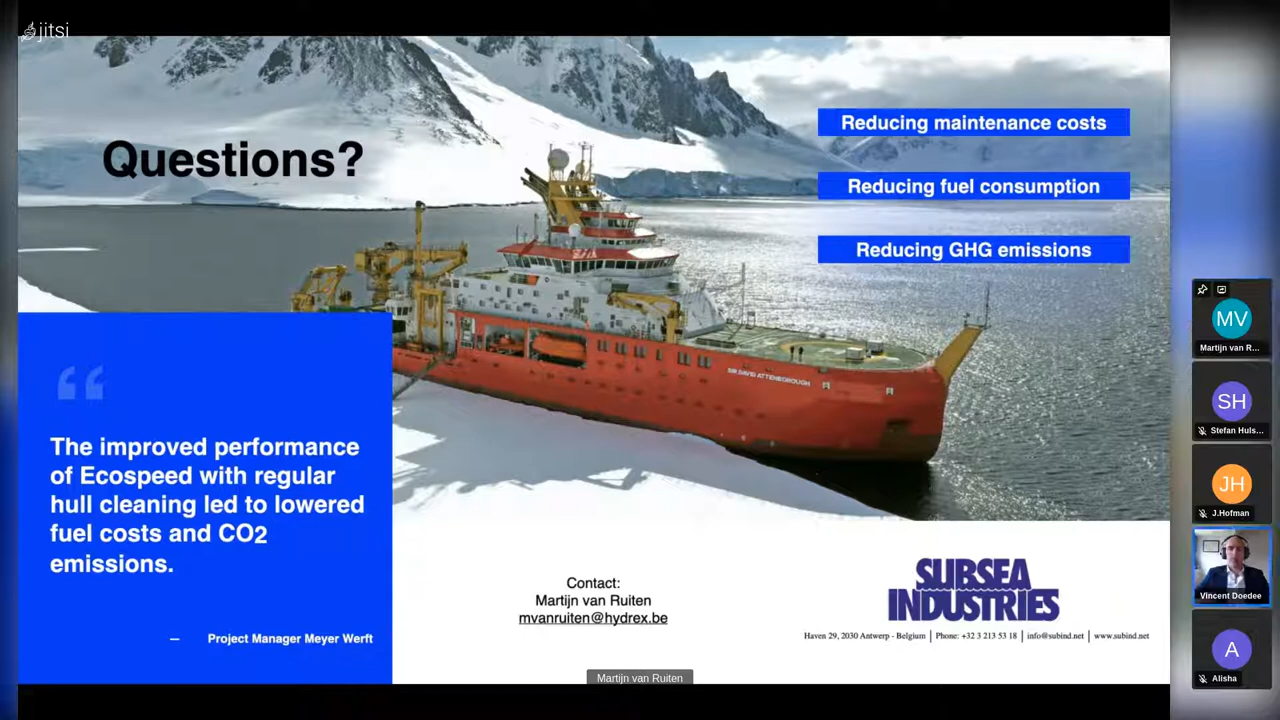 jitsi
Questions?
Reducing maintenance costs
Reducing fuel consumption
Reducing GHG emissions
SIR DAVID ATTENBOROUGH
“
The improved performance
of Ecospeed with regular
hull cleaning led to lowered
fuel costs and CO2
emissions.
— Project Manager Meyer Werft
Contact:
Martijn van Ruiten
mvanruiten@hydrex.be
SUBSEA
INDUSTRIES
Haven 29, 2030 Antwerp - Belgium | Phone: +32 3 213 53 18 | info@subind.net | www.subind.net
Martijn van Ruiten
MV
Martijn van R...
SH
Stefan Huls...
JH
J.Hofman
Vincent Doedee
A
Alisha